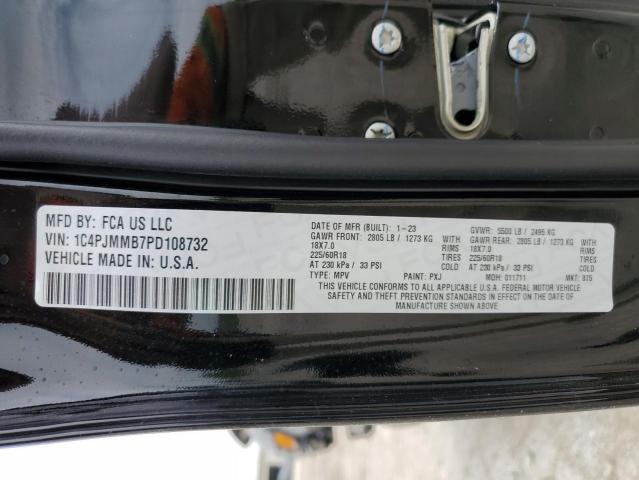 MFD BY: FCA US LLC
VIN: 1C4PJMMB7PD108732
VEHICLE MADE IN U.S.A.
DATE OF MFR (BUILT): 1-23
GVWR: 5500 LB / 2495 KG
GAWR FRONT: 2805 LB / 1273 KG WITH GAWR REAR: 2805 LB / 1273 KG WITH
18X7.0 RIMS 18X7.0 RIMS
225/60R18 TIRES 225/60R18 TIRES
AT 230 kPa / 33 PSI COLD AT 230 kPa / 33 PSI COLD
TYPE: MPV PAINT: PXJ MDH: 011711 MKT: 875
THIS VEHICLE CONFORMS TO ALL APPLICABLE U.S.A. FEDERAL MOTOR VEHICLE
SAFETY AND THEFT PREVENTION STANDARDS IN EFFECT ON THE DATE OF
MANUFACTURE SHOWN ABOVE.